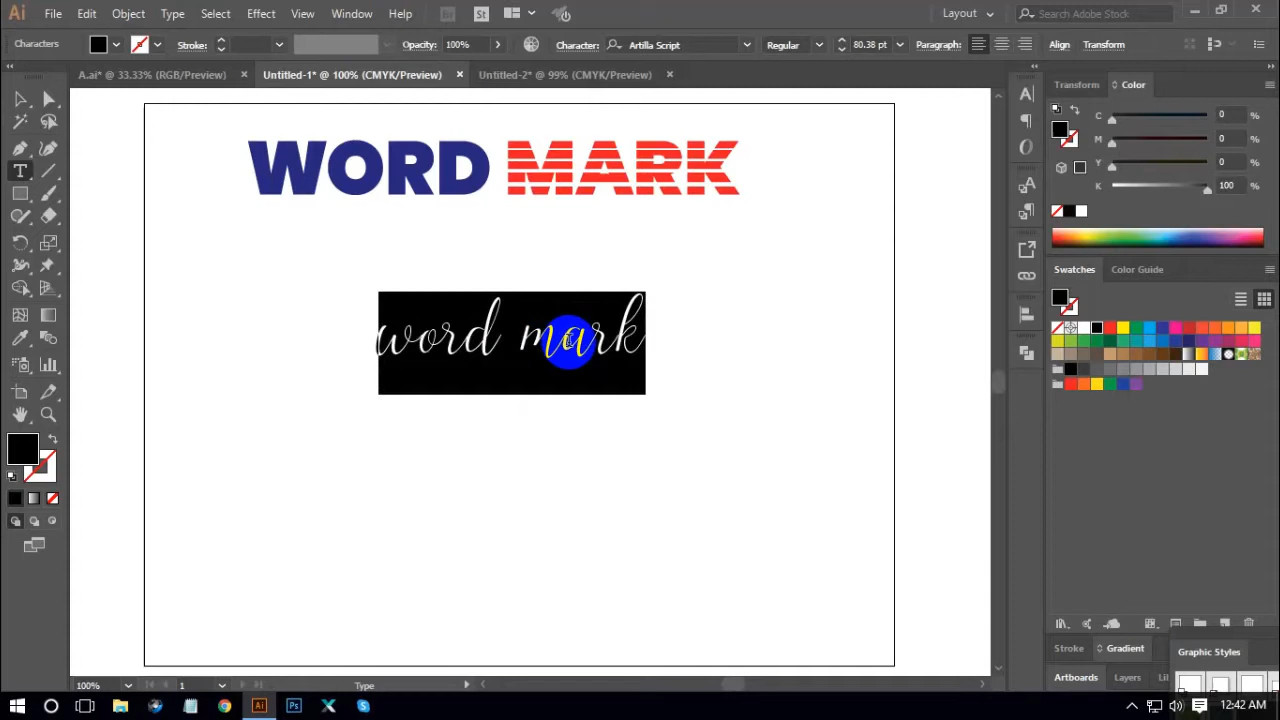 Ai File Edit Object Type Select Effect View Window Help Br St Layout Search Adobe Stock
Characters Stroke: Opacity: 100% Character: Artilla Script Regular 80.38 pt Paragraph: Align Transform
A.ai* @ 33.33% (RGB/Preview) Untitled-1* @ 100% (CMYK/Preview) Untitled-2* @ 99% (CMYK/Preview)
Transform Color
C 0 %
M 0 %
Y 0 %
K 100 %
WORD MARK
word mark
Swatches Color Guide
Stroke Gradient
Graphic Styles
Artboards Layers Lil
100% 1 Type
12:42 AM